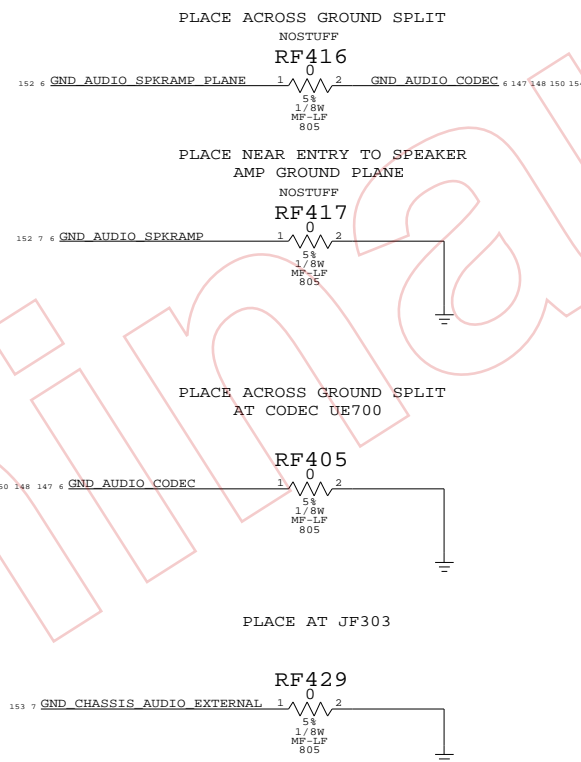 PLACE ACROSS GROUND SPLIT
NOSTUFF
RF416
0
152 6 GND_AUDIO_SPKRAMP_PLANE 1 2 GND_AUDIO_CODEC 6 147 148 150
5%
1/8W
MF-LF
805
PLACE NEAR ENTRY TO SPEAKER
AMP GROUND PLANE
NOSTUFF
RF417
0
152 7 6 GND_AUDIO_SPKRAMP 1 2
5%
1/8W
MF-LF
805
PLACE ACROSS GROUND SPLIT
AT CODEC UE700
RF405
0
148 147 6 GND_AUDIO_CODEC 1 2
5%
1/8W
MF-LF
805
PLACE AT JF303
RF429
0
153 7 GND_CHASSIS_AUDIO_EXTERNAL 1 2
5%
1/8W
MF-LF
805